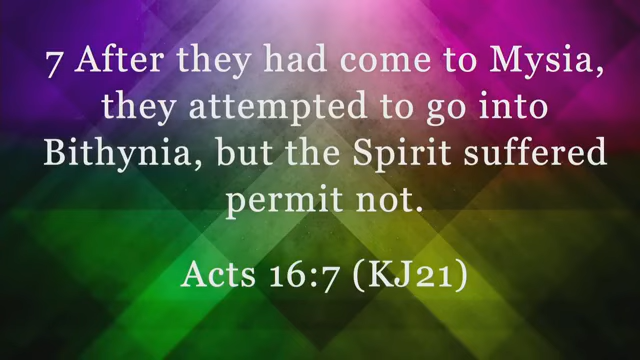 7 After they had come to Mysia,
they attempted to go into
Bithynia, but the Spirit suffered
permit not.
Acts 16:7 (KJ21)